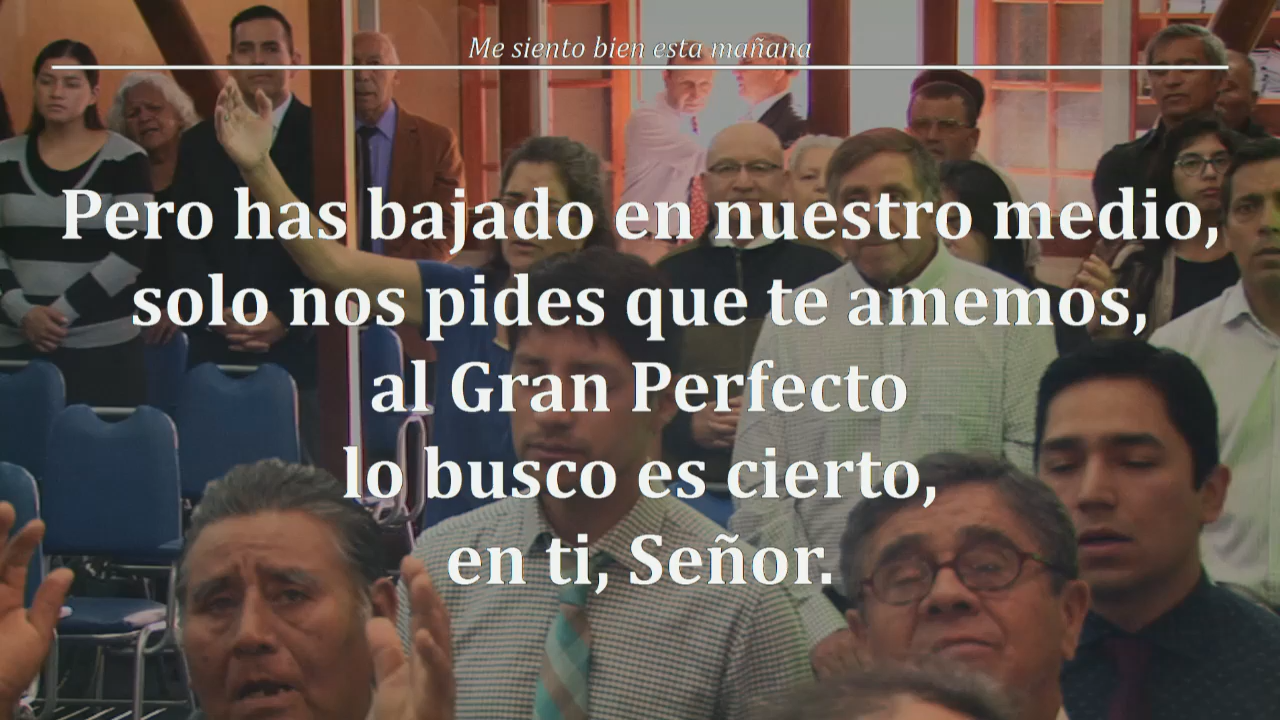 Me siento bien esta mañana
Pero has bajado en nuestro medio,
solo nos pides que te amemos,
al Gran Perfecto
lo busco es cierto,
en ti, Señor.